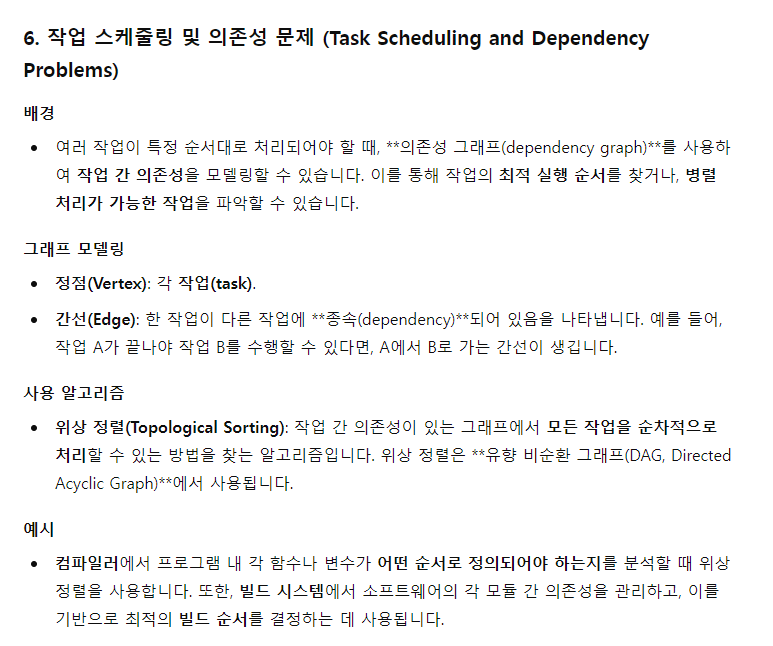 6. 작업 스케줄링 및 의존성 문제 (Task Scheduling and Dependency
Problems)
배경
• 여러 작업이 특정 순서대로 처리되어야 할 때, **의존성 그래프(dependency graph)**를 사용하
여 작업 간 의존성을 모델링할 수 있습니다. 이를 통해 작업의 최적 실행 순서를 찾거나, 병렬
처리가 가능한 작업을 파악할 수 있습니다.
그래프 모델링
• 정점(Vertex): 각 작업(task).
• 간선(Edge): 한 작업이 다른 작업에 **종속(dependency)**되어 있음을 나타냅니다. 예를 들어,
작업 A가 끝나야 작업 B를 수행할 수 있다면, A에서 B로 가는 간선이 생깁니다.
사용 알고리즘
• 위상 정렬(Topological Sorting): 작업 간 의존성이 있는 그래프에서 모든 작업을 순차적으로
처리할 수 있는 방법을 찾는 알고리즘입니다. 위상 정렬은 **유향 비순환 그래프(DAG, Directed
Acyclic Graph)**에서 사용됩니다.
예시
• 컴파일러에서 프로그램 내 각 함수나 변수가 어떤 순서로 정의되어야 하는지를 분석할 때 위상
정렬을 사용합니다. 또한, 빌드 시스템에서 소프트웨어의 각 모듈 간 의존성을 관리하고, 이를
기반으로 최적의 빌드 순서를 결정하는 데 사용됩니다.